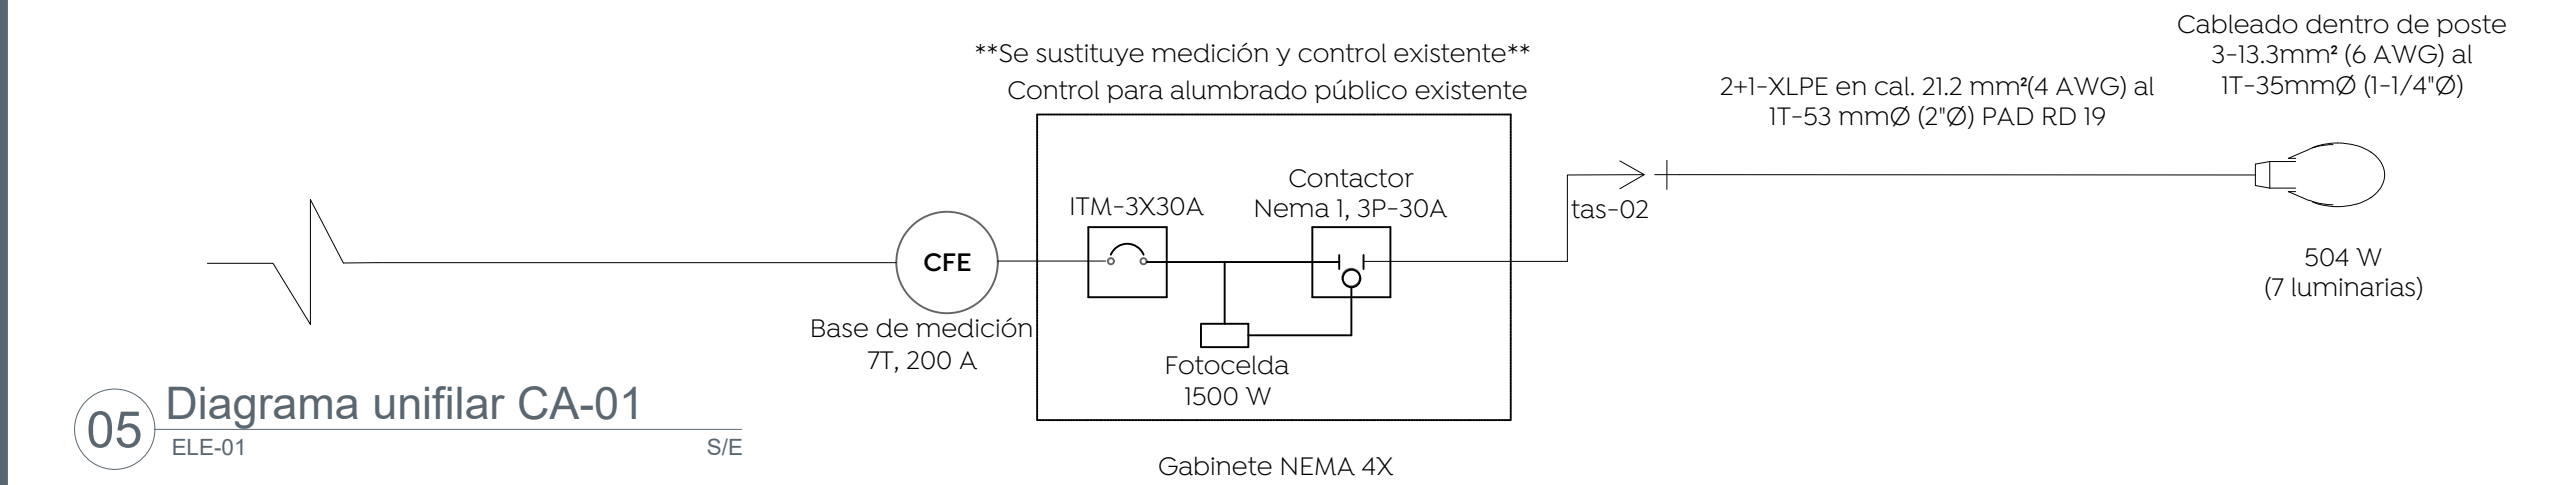 **Se sustituye medición y control existente**
Control para alumbrado público existente
ITM-3X30A
Contactor
Nema 1, 3P-30A
CFE
Base de medición
7T, 200 A
Fotocelda
1500 W
Gabinete NEMA 4X
tas-02
2+1-XLPE en cal. 21.2 mm²(4 AWG) al
1T-53 mmØ (2"Ø) PAD RD 19
Cableado dentro de poste
3-13.3mm² (6 AWG) al
1T-35mmØ (1-1/4"Ø)
504 W
(7 luminarias)
05
Diagrama unifilar CA-01
ELE-01
S/E